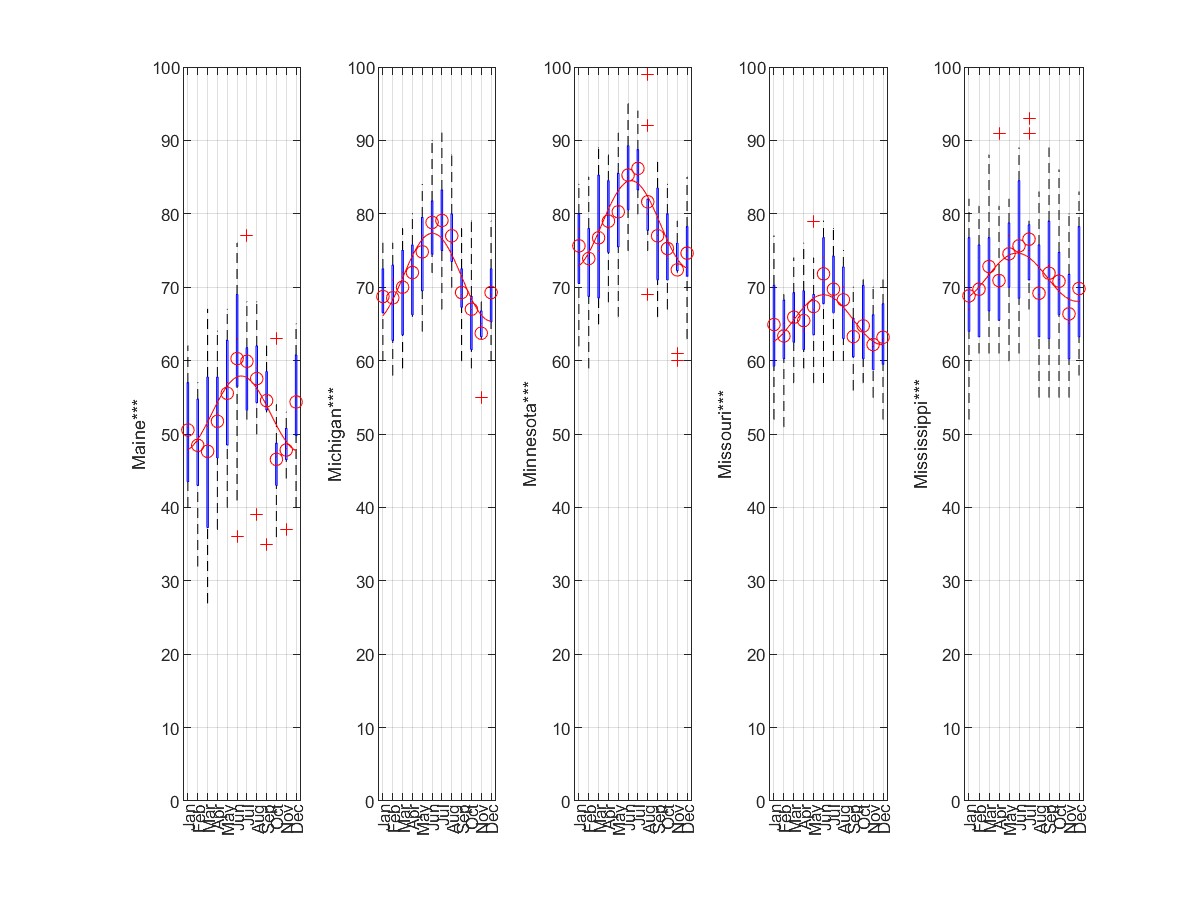 Maine***
100
90
80
70
60
50
40
30
20
10
0
Jan
Feb
Mar
Apr
May
Jun
Jul
Aug
Sep
Oct
Nov
Dec
Michigan***
100
90
80
70
60
50
40
30
20
10
0
Jan
Feb
Mar
Apr
May
Jun
Jul
Aug
Sep
Oct
Nov
Dec
Minnesota***
100
90
80
70
60
50
40
30
20
10
0
Jan
Feb
Mar
Apr
May
Jun
Jul
Aug
Sep
Oct
Nov
Dec
Missouri***
100
90
80
70
60
50
40
30
20
10
0
Jan
Feb
Mar
Apr
May
Jun
Jul
Aug
Sep
Oct
Nov
Dec
Mississippi***
100
90
80
70
60
50
40
30
20
10
0
Jan
Feb
Mar
Apr
May
Jun
Jul
Aug
Sep
Oct
Nov
Dec